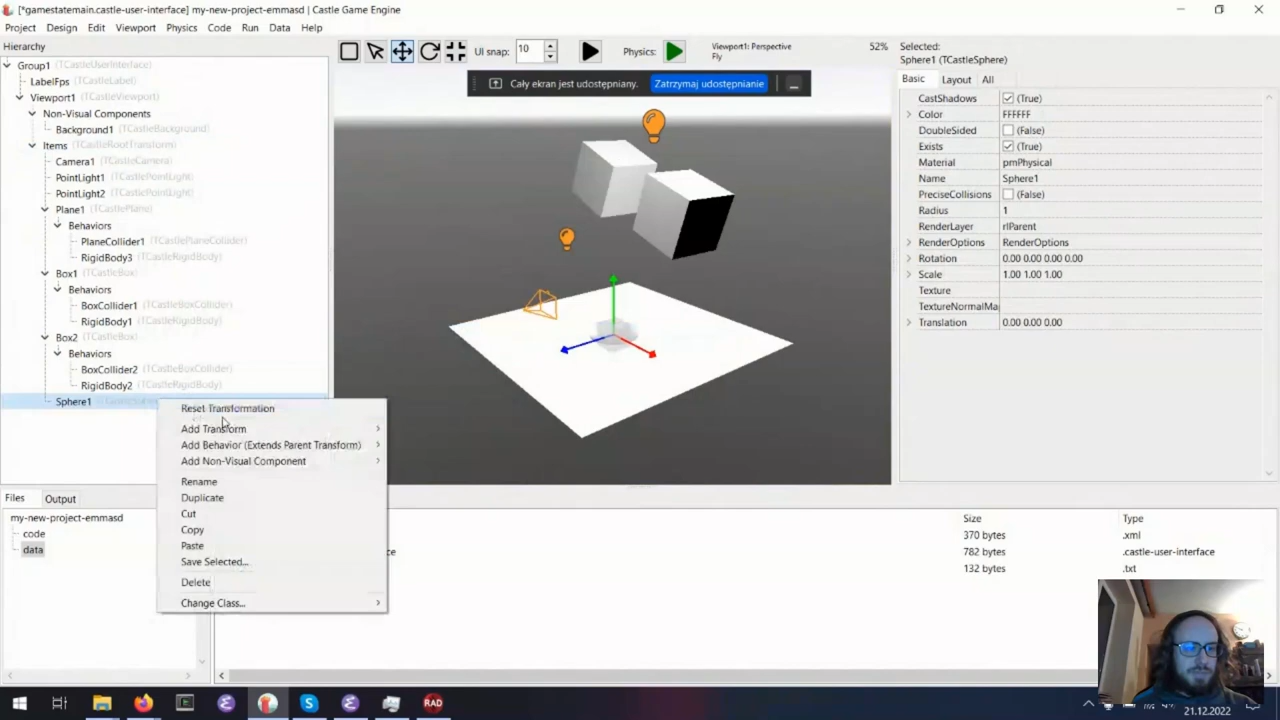 [*gamestatemain.castle-user-interface] my-new-project-emmasd | Castle Game Engine
Project Design Edit Viewport Physics Code Run Data Help
Hierarchy
Group1 (TCastleUserInterface)
LabelFps (TCastleLabel)
Viewport1 (TCastleViewport)
Non-Visual Components
Background1 (TCastleBackground)
Items (TCastleRootTransform)
Camera1 (TCastleCamera)
PointLight1 (TCastlePointLight)
PointLight2 (TCastlePointLight)
Plane1 (TCastlePlane)
Behaviors
PlaneCollider1 (TCastlePlaneCollider)
RigidBody3 (TCastleRigidBody)
Box1 (TCastleBox)
Behaviors
BoxCollider1 (TCastleBoxCollider)
RigidBody1 (TCastleRigidBody)
Box2 (TCastleBox)
Behaviors
BoxCollider2 (TCastleBoxCollider)
RigidBody2 (TCastleRigidBody)
Sphere1
Reset Transformation
Add Transform
Add Behavior (Extends Parent Transform)
Add Non-Visual Component
Rename
Duplicate
Cut
Copy
Paste
Save Selected...
Delete
Change Class...
UI snap: 10
Physics:
Viewport1: Perspective
Fly
52%
Cały ekran jest udostępniany. Zatrzymaj udostępnianie
Selected:
Sphere1 (TCastleSphere)
Basic Layout All
CastShadows (True)
Color FFFFFF
DoubleSided (False)
Exists (True)
Material pmPhysical
Name Sphere1
PreciseCollisions (False)
Radius 1
RenderLayer rlParent
RenderOptions RenderOptions
Rotation 0.00 0.00 0.00 0.00
Scale 1.00 1.00 1.00
Texture
TextureNormalMa
Translation 0.00 0.00 0.00
Files Output
my-new-project-emmasd
code
data
Size Type
370 bytes .xml
ce 782 bytes .castle-user-interface
132 bytes .txt
RAD
21.12.2022